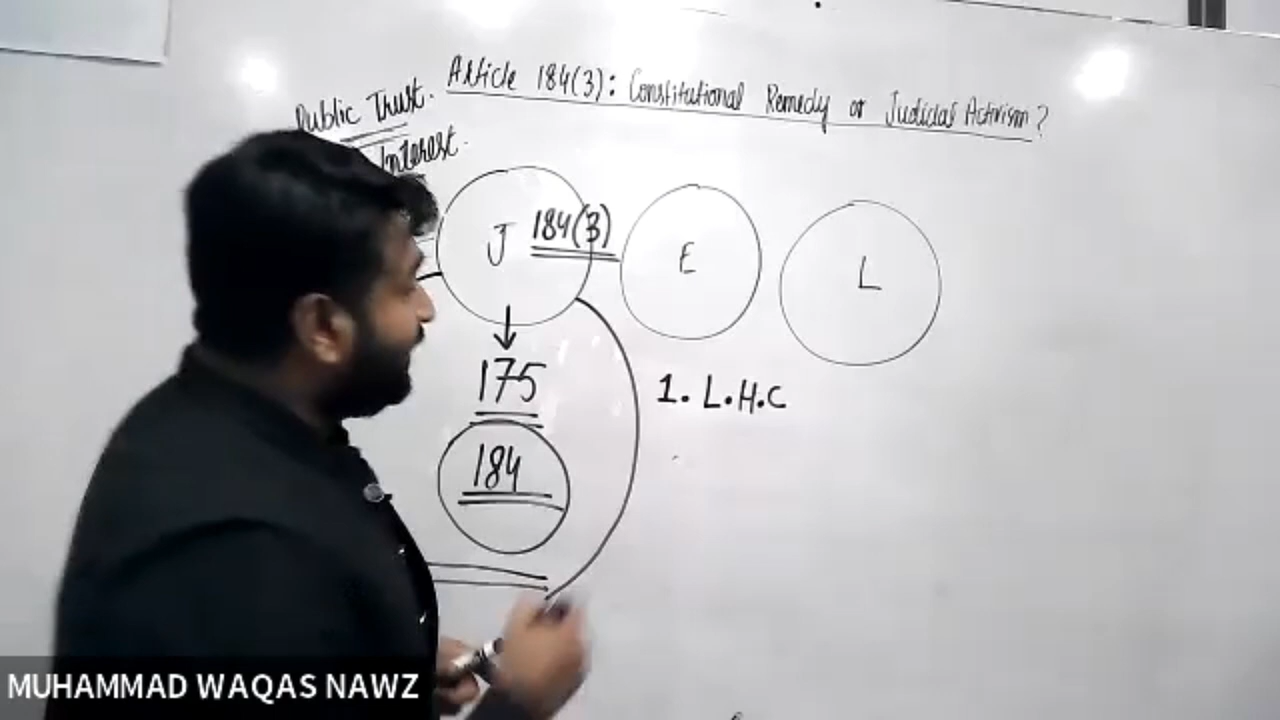 Article 184(3): Constitutional Remedy or Judicial Activism?
Public Trust.
Interest.
J
184(3)
E
L
175
184
1. L.H.C
MUHAMMAD WAQAS NAWZ